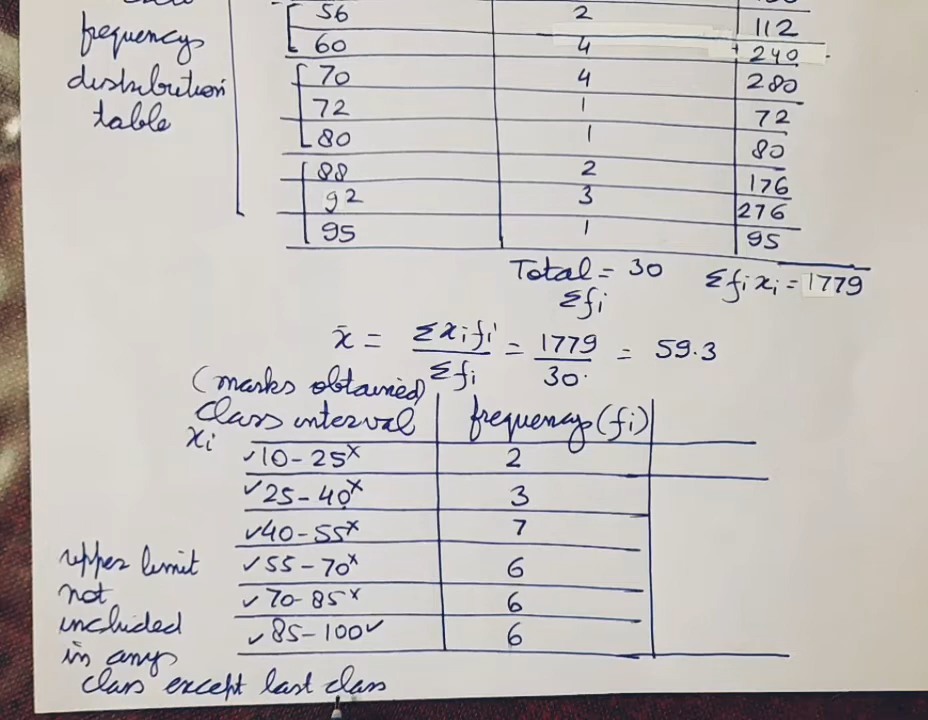 56 2 112
frequency
60 4 240
distribution 70 4 280
table 72 1 72
80 1 80
88 2 176
92 3 276
95 1 95
Total = 30 Σfixi = 1779
Σfi
x̄ = Σxifi / Σfi = 1779 / 30 = 59.3
(marks obtained)
class interval frequency (fi)
xi
✓10-25× 2
✓25-40× 3
✓40-55× 7
✓55-70× 6
✓70-85× 6
✓85-100✓ 6
upper limit
not
included
in any
class except last class